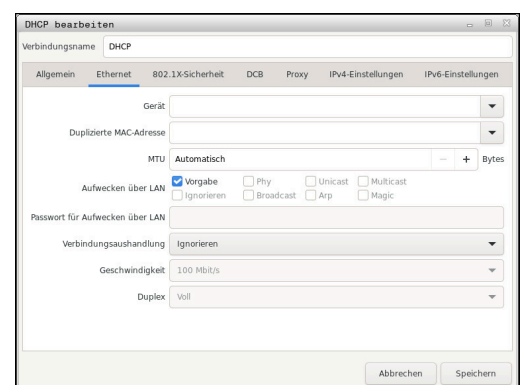 DHCP bearbeiten
Verbindungsname DHCP
Allgemein Ethernet 802.1X-Sicherheit DCB Proxy IPv4-Einstellungen IPv6-Einstellungen
Gerät
Duplizierte MAC-Adresse
MTU Automatisch − + Bytes
Aufwecken über LAN Vorgabe Phy Unicast Multicast
Ignorieren Broadcast Arp Magic
Passwort für Aufwecken über LAN
Verbindungsaushandlung Ignorieren
Geschwindigkeit 100 Mbit/s
Duplex Voll
Abbrechen Speichern